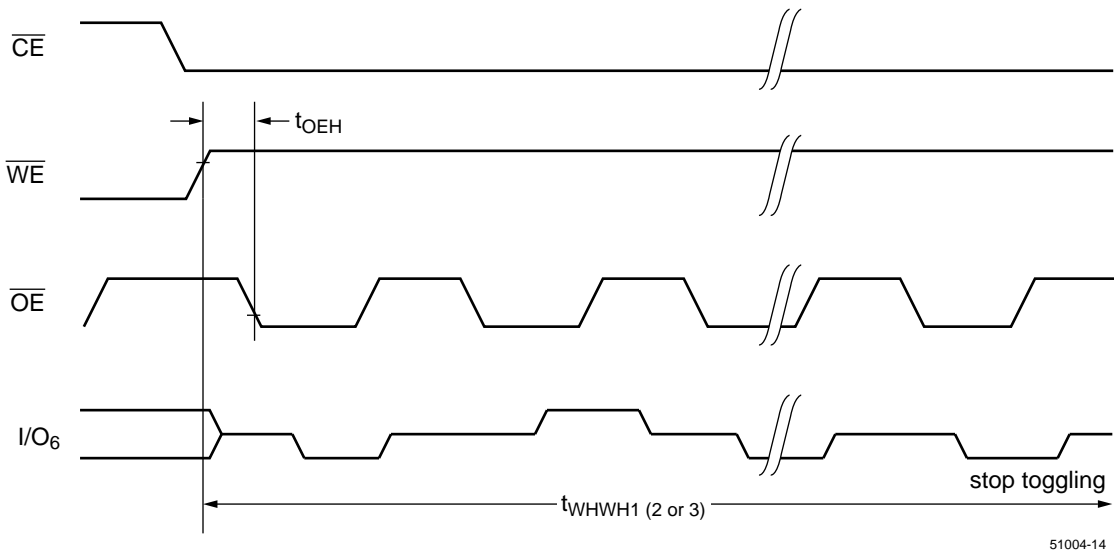 CE
tOEH
WE
OE
I/O6
stop toggling
tWHWH1 (2 or 3)
51004-14